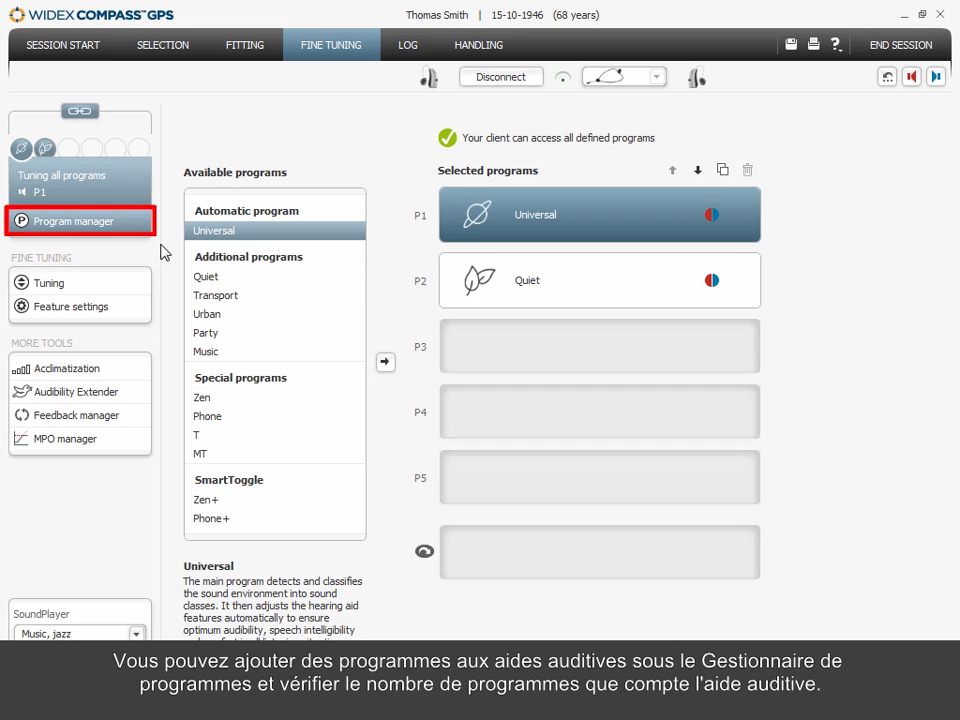 WIDEX COMPASS™ GPS
Thomas Smith | 15-10-1946 (68 years)
SESSION START SELECTION FITTING FINE TUNING LOG HANDLING ? END SESSION
Disconnect
Tuning all programs
P1
P Program manager
FINE TUNING
Tuning
Feature settings
MORE TOOLS
Acclimatization
Audibility Extender
Feedback manager
MPO manager
SoundPlayer
Music, jazz
Available programs
Automatic program
Universal
Additional programs
Quiet
Transport
Urban
Party
Music
Special programs
Zen
Phone
T
MT
SmartToggle
Zen+
Phone+
Universal
The main program detects and classifies
the sound environment into sound
classes. It then adjusts the hearing aid
features automatically to ensure
optimum audibility, speech intelligibility
Your client can access all defined programs
Selected programs
P1 Universal
P2 Quiet
P3
P4
P5
Vous pouvez ajouter des programmes aux aides auditives sous le Gestionnaire de
programmes et vérifier le nombre de programmes que compte l'aide auditive.